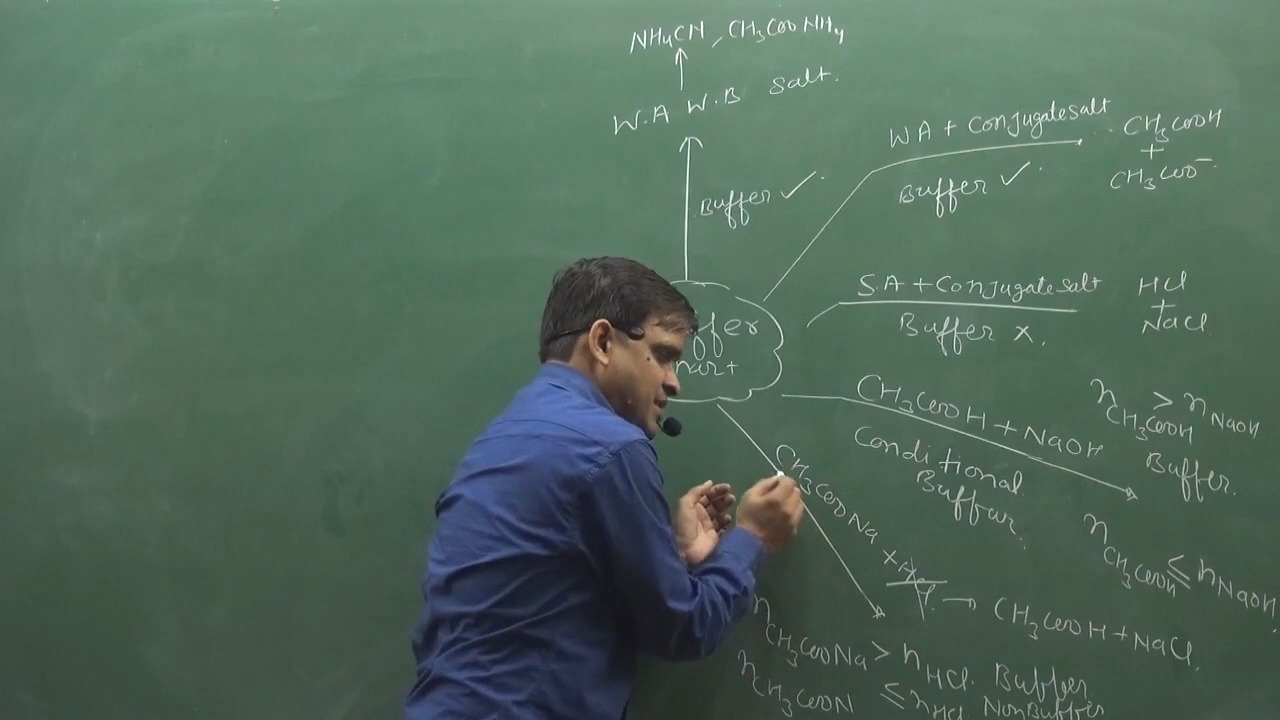 NH4CN, CH3COONH4
W.A W.B Salt.
Buffer ✓
WA + Conjugatesalt
Buffer ✓
CH3COOH
+
CH3COO-
S.A + Conjugatesalt
Buffer x.
HCl
+
NaCl
CH3COOH + NaOH
Conditional
Buffer.
nCH3COOH > nNaOH
Buffer.
nCH3COOH ≤ nNaOH
CH3COONa +
→ CH3COOH + NaCl.
nCH3COONa > nHCl. Buffer
nCH3COON ≤ nHCl. NonBuffer